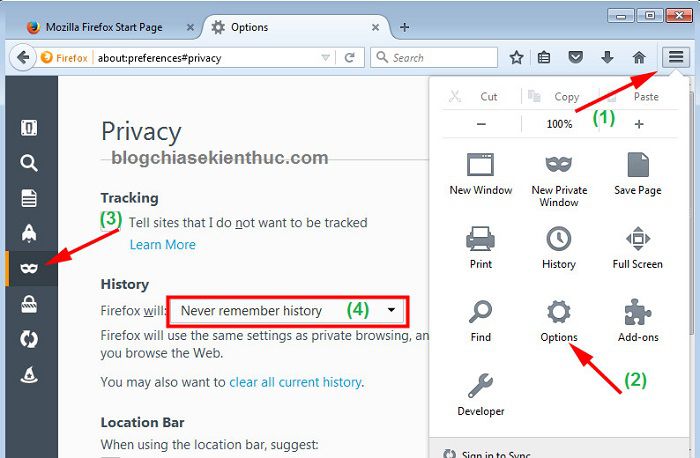 Mozilla Firefox Start Page
Options
Firefox
about:preferences#privacy
Search
Privacy
blogchiasekienthuc.com
Tracking
(3)
Tell sites that I do not want to be tracked
Learn More
History
Firefox will:
Never remember history
(4)
Firefox will use the same settings as private browsing, an
you browse the Web.
You may also want to clear all current history.
Location Bar
When using the location bar, suggest:
(1)
Cut
Copy
Paste
100%
New Window
New Private
Window
Save Page
Print
History
Full Screen
Find
Options
Add-ons
(2)
Developer
Sign in to Sync